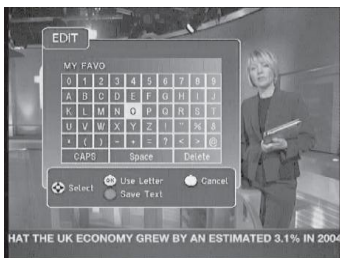 EDIT
MY FAVO
0 1 2 3 4 5 6 7 8 9
A B C D E F G H I J
K L M N O P Q R S T
U V W X Y Z ! " % &
( ) - + = ? < > @
CAPS Space Delete
Select OK Use Letter Cancel
Save Text
HAT THE UK ECONOMY GREW BY AN ESTIMATED 3.1% IN 2004